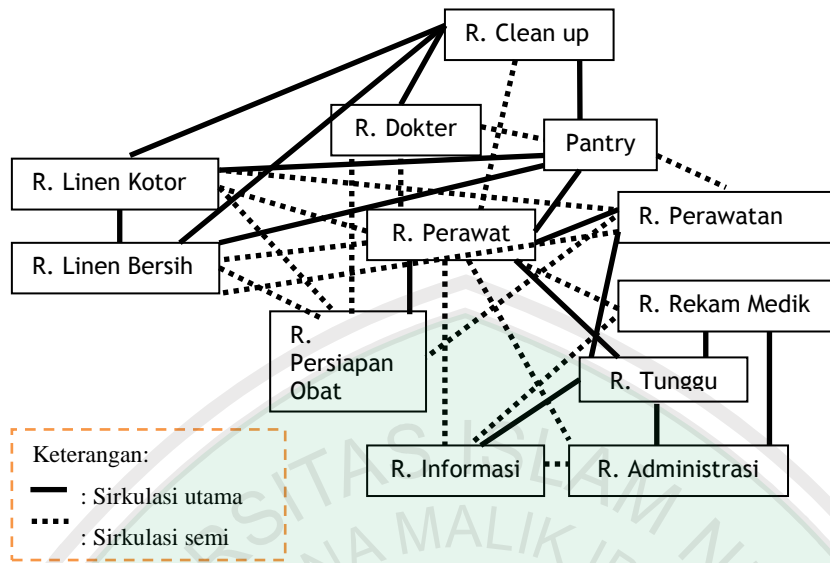 R. Clean up
R. Dokter
Pantry
R. Linen Kotor
R. Perawatan
R. Perawat
R. Linen Bersih
R. Rekam Medik
R.
Persiapan
Obat
R. Tunggu
R. Informasi
R. Administrasi
Keterangan:
: Sirkulasi utama
: Sirkulasi semi